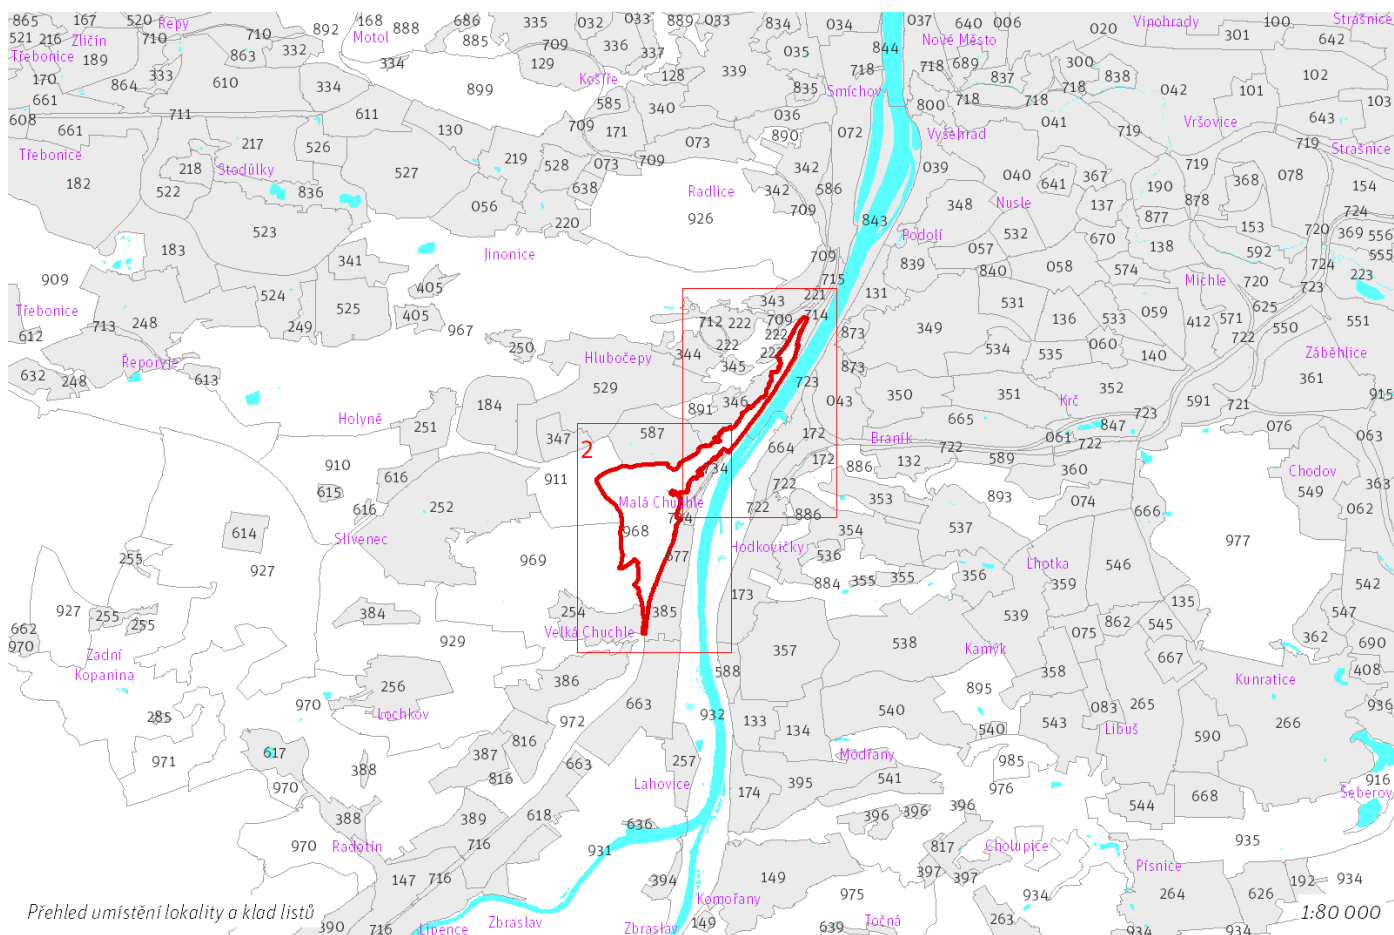 865 167 520 Řepy 892 168 888 686 335 032 033 889 033 834 034 037 640 006 Vinohrady 100 Strášnice
521 216 Zličín 710 710 Motol 885 709 336 337 035 844 Nové Město 020 301 642
Třebonice 189 863 332 334 129 Košíře 128 339 718 718 689 837 300 838 102
170 864 333 610 334 899 585 340 835 Smíchov 800 718 718 718 042 101 103
661 711 611 036 643
608 661 217 526 130 709 171 073 890 072 Vyšehrad 041 719 Vršovice 719
Třebonice 218 Stodůlky 527 219 528 073 709 342 039 040 367 719 Strašnice
182 522 836 638 Radlice 342 586 641 190 368 078 154
056 220 926 709 843 348 Nusle 137 877 878 724
183 523 Jinonice Podolí 532 670 138 153 720 369 556
909 341 709 839 057 058 574 592 724 555
405 715 840 Michle 720 723 223
Třebonice 524 525 405 343 221 131 531 059 625
612 713 248 249 967 712 222 709 714 349 136 533 412 571 550 551
250 222 873 534 535 060 140 722 Záběhlice
Řeporyje Hlubočepy 344 222 222 873
632 248 613 529 345 723 350 351 352 361
184 346 043 Krč 591 721 915
Holyně 251 891 665 723
347 587 172 Braník 061 847 076 063
2 664 722 722
910 911 734 172 886 132 589 360 Chodov
616 549 363
615 252 Malá Chuchle 722 353 893 074 062
616 734 722 886 666
614 Slivenec 968 354 537 977
255 969 677 Hodkovičky 536 Lhotka 546
927 884 355 355 356 359 542
927 255 384 254 385 173 539 135 547
662 255 862 545
970 Velká Chuchle 538 075 362 690
Zadní 929 357 Kamýk 667
Kopanina 386 588 358 408
256 895 Kunratice
285 970 Lochkov 972 663 932 540 083 265 936
133 134 540 543 Libuš 590 266
617 816 Modřany
971 388 387 663 257 985
816 Lahovice 541 916
970 174 395 976 Šeberov
388 389 618 636 396 396 396 544 668
970 Radotín 716 931 817 Cholupice 935
147 716 394 149 397 397 Písnice
Komořany 975 934 264 626 192 934
Přehled umístění lokality a klad listů 1:80 000
390 716 Lipence Zbraslav Zbraslav 149 639 Točná 263 934 934